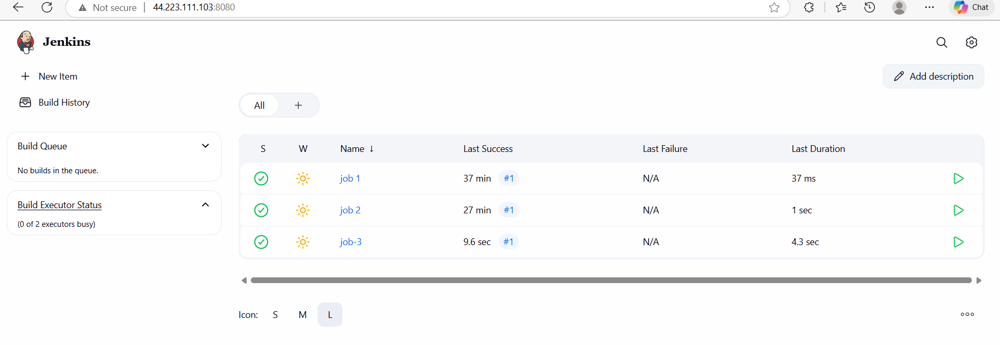 Not secure 44.223.111.103:8080 Chat
Jenkins
New Item
Add description
Build History
All +
Build Queue
No builds in the queue.
Build Executor Status
(0 of 2 executors busy)
S W Name ↓ Last Success Last Failure Last Duration
job 1 37 min #1 N/A 37 ms
job 2 27 min #1 N/A 1 sec
job-3 9.6 sec #1 N/A 4.3 sec
Icon: S M L